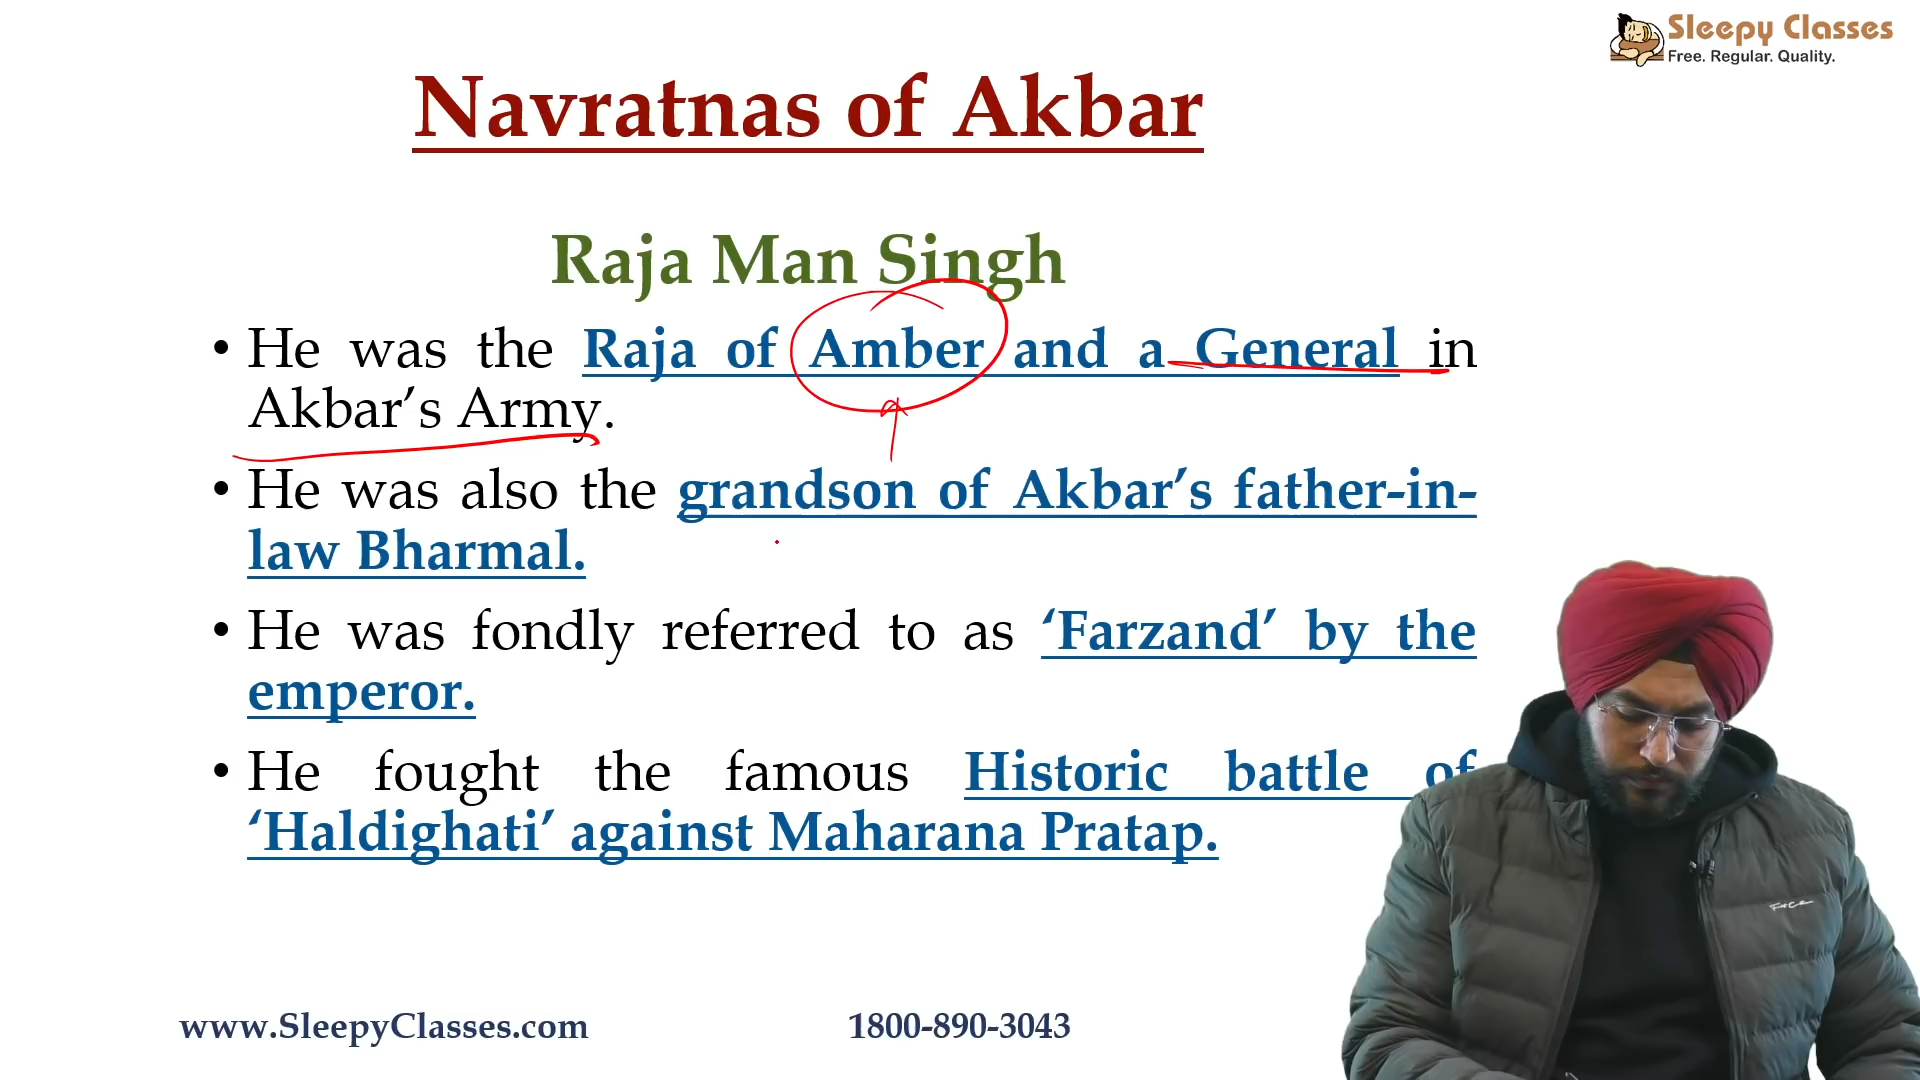 Sleepy Classes
Free. Regular. Quality.
Navratnas of Akbar
Raja Man Singh
• He was the Raja of Amber and a General in
Akbar’s Army.
• He was also the grandson of Akbar’s father-in-
law Bharmal.
• He was fondly referred to as ‘Farzand’ by the
emperor.
• He fought the famous Historic battle of
‘Haldighati’ against Maharana Pratap.
www.SleepyClasses.com
1800-890-3043